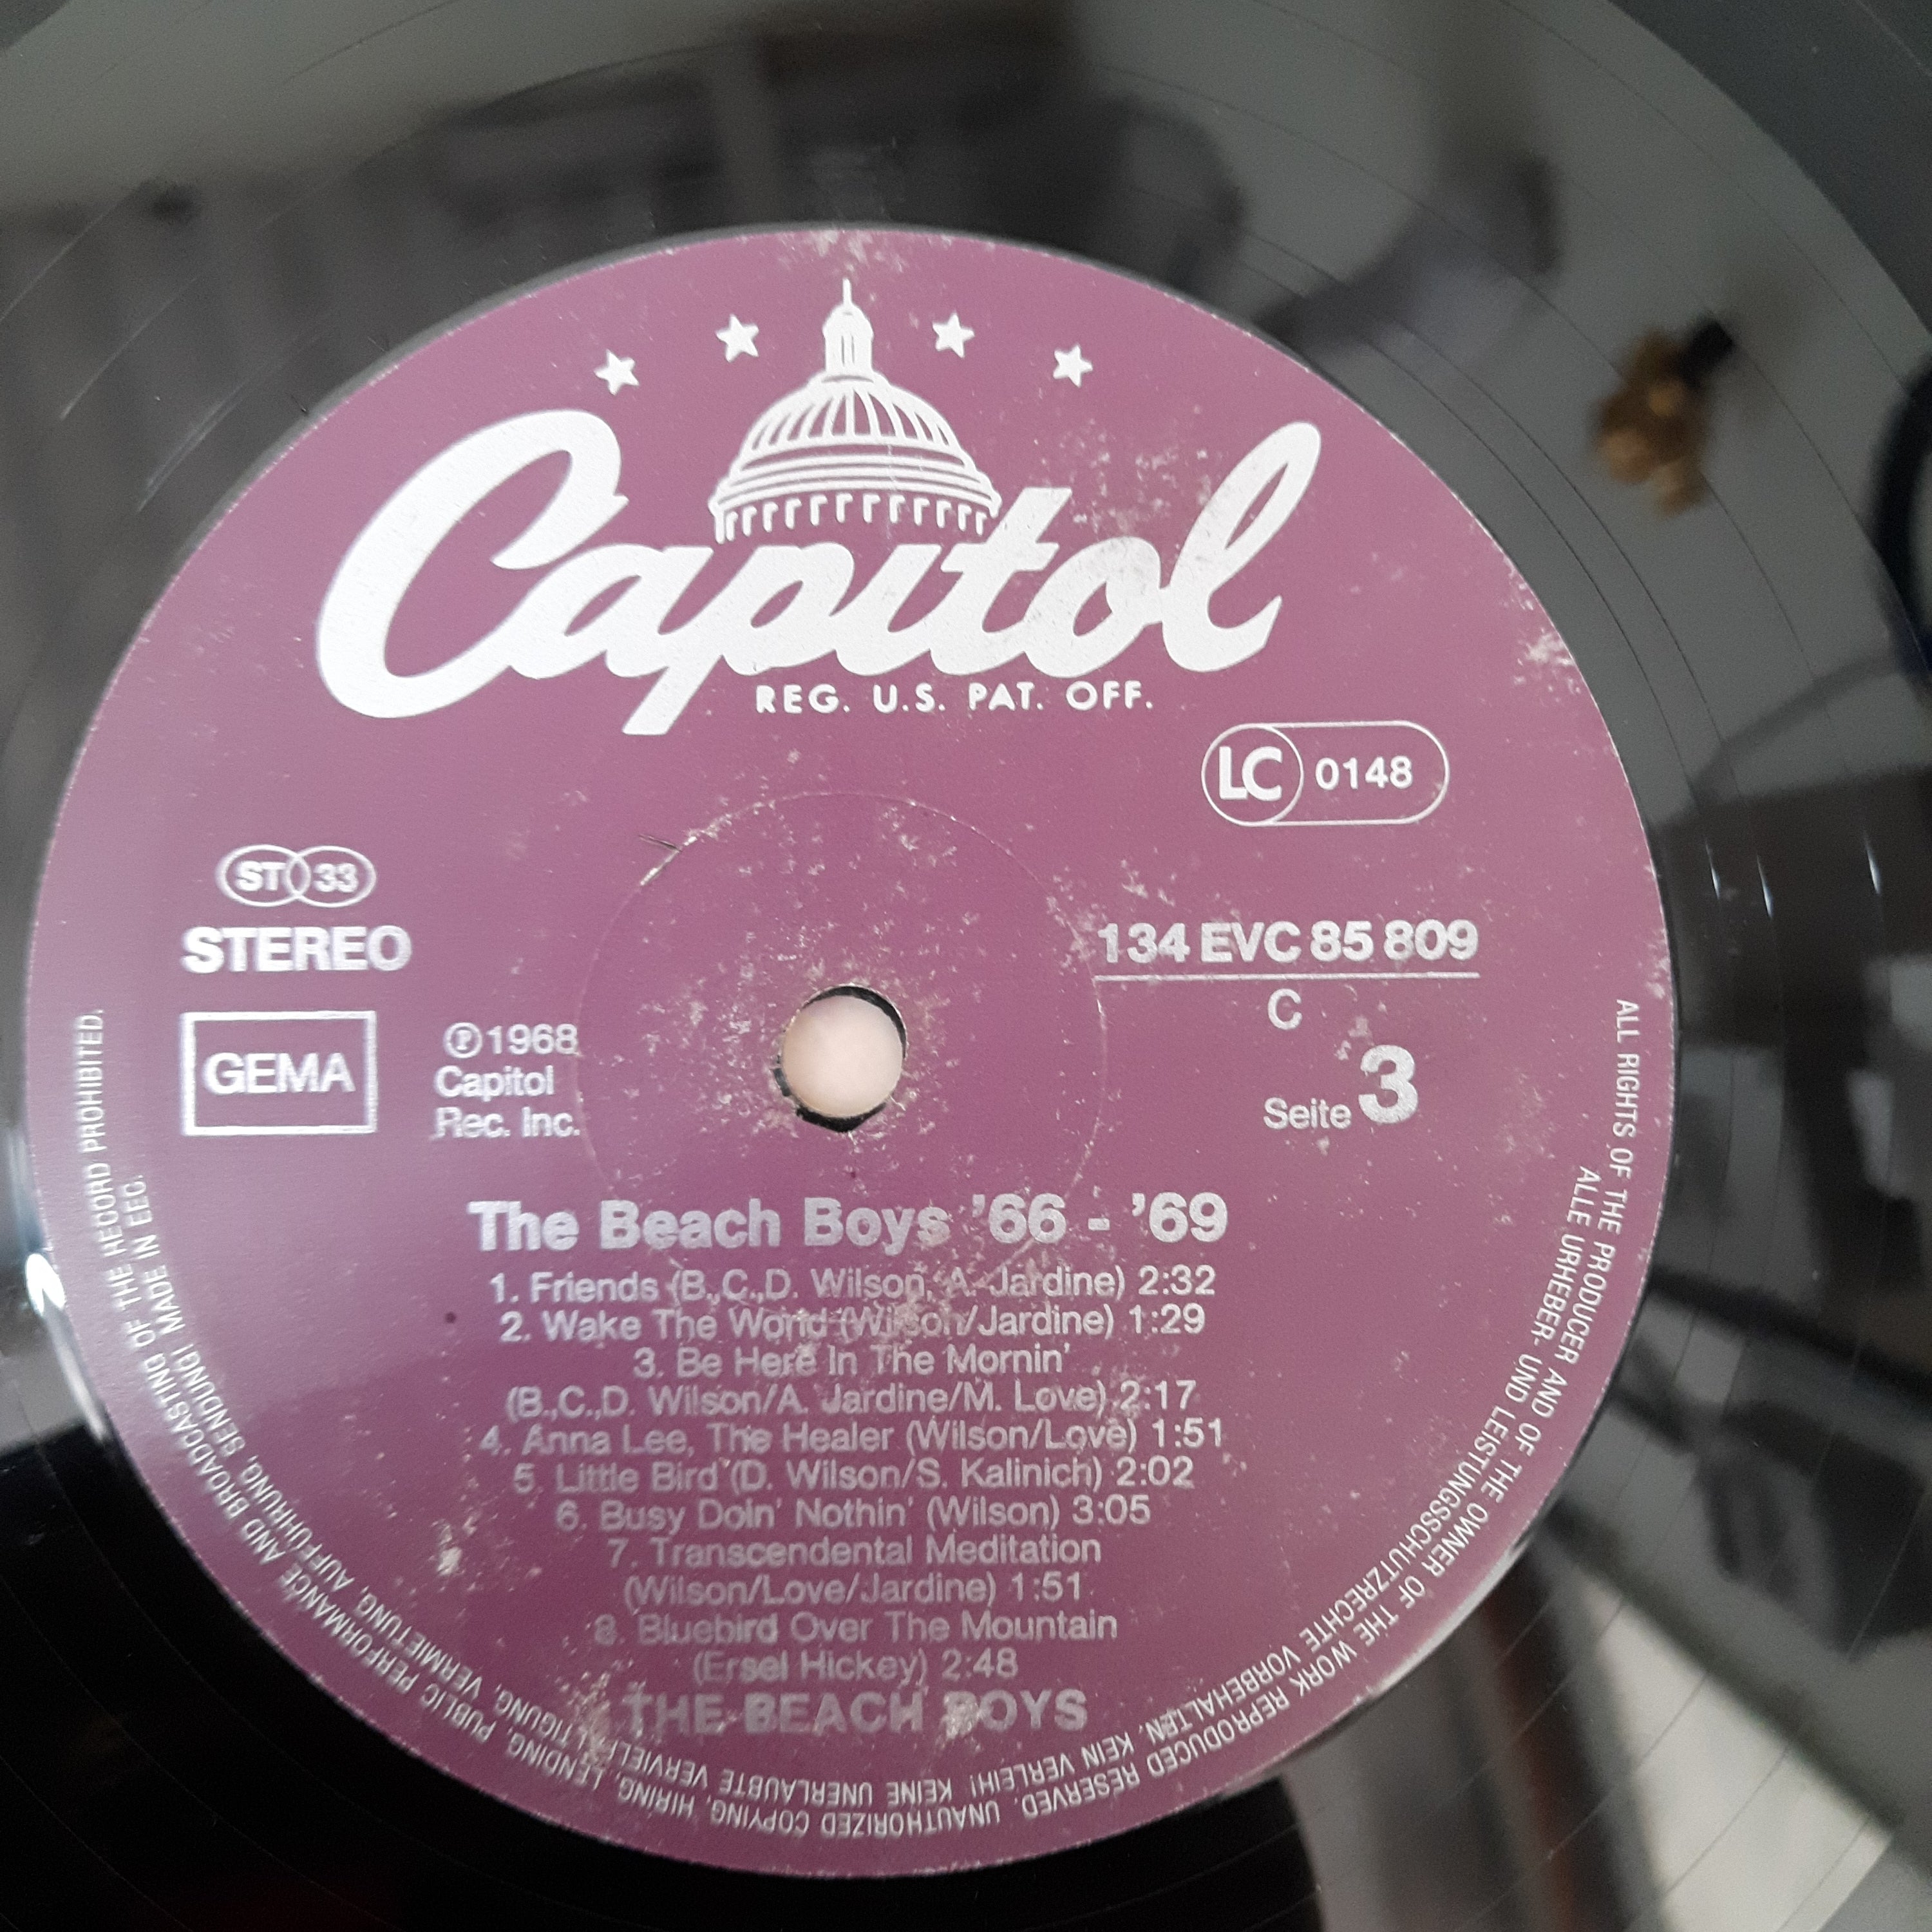 Capitol
REG. U.S. PAT. OFF.
LC 0148
ST 33
STEREO
GEMA
℗1968
Capitol
Rec. Inc.
134 EVC 85 809
C
Seite 3
The Beach Boys '66 - '69
1. Friends (B.,C.,D. Wilson, A. Jardine) 2:32
2. Wake The World (Wilson/Jardine) 1:29
3. Be Here In The Mornin'
(B.,C.,D. Wilson/A. Jardine/M. Love) 2:17
4. Anna Lee, The Healer (Wilson/Love) 1:51
5. Little Bird (D. Wilson/S. Kalinich) 2:02
6. Busy Doin' Nothin' (Wilson) 3:05
7. Transcendental Meditation
(Wilson/Love/Jardine) 1:51
8. Bluebird Over The Mountain
(Ersel Hickey) 2:48
THE BEACH BOYS
ALL RIGHTS OF THE PRODUCER AND OF THE OWNER OF THE WORK REPRODUCED RESERVED. UNAUTHORIZED COPYING, HIRING, LENDING, PUBLIC PERFORMANCE AND BROADCASTING OF THE RECORD PROHIBITED.
ALLE URHEBER- UND LEISTUNGSSCHUTZRECHTE VORBEHALTEN. KEIN VERLEIH! KEINE UNERLAUBTE VERVIELFÄLTIGUNG, VERMIETUNG, AUFFÜHRUNG, SENDUNG! MADE IN EEC.